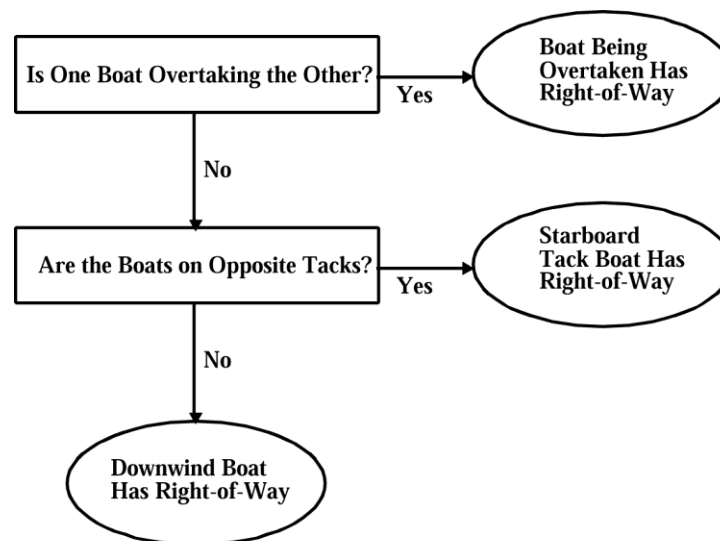 Is One Boat Overtaking the Other?
Yes
Boat Being
Overtaken Has
Right-of-Way
No
Are the Boats on Opposite Tacks?
Yes
Starboard
Tack Boat Has
Right-of-Way
No
Downwind Boat
Has Right-of-Way